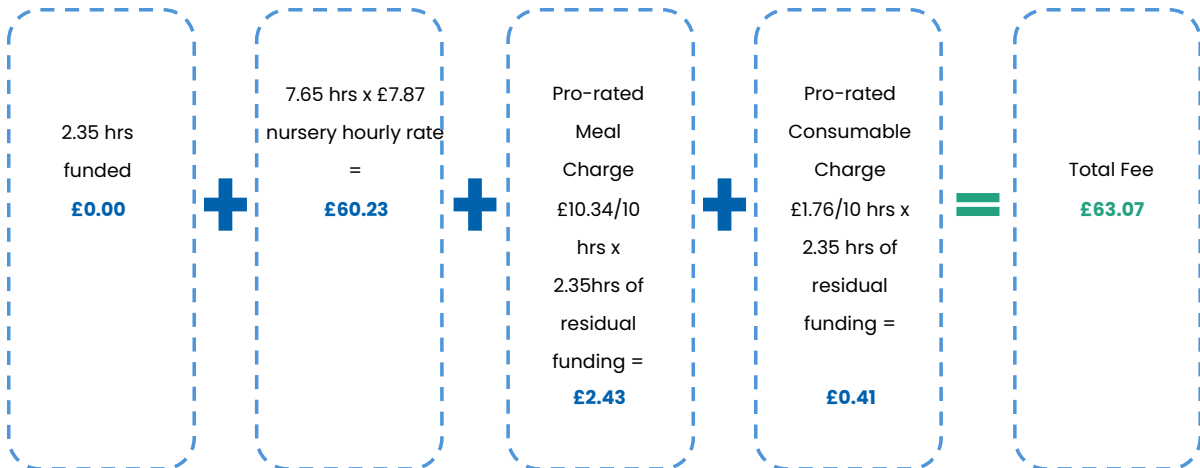 2.35 hrs
funded
£0.00
7.65 hrs x £7.87
nursery hourly rate
=
£60.23
Pro-rated
Meal
Charge
£10.34/10
hrs x
2.35hrs of
residual
funding =
£2.43
Pro-rated
Consumable
Charge
£1.76/10 hrs x
2.35 hrs of
residual
funding =
£0.41
Total Fee
£63.07